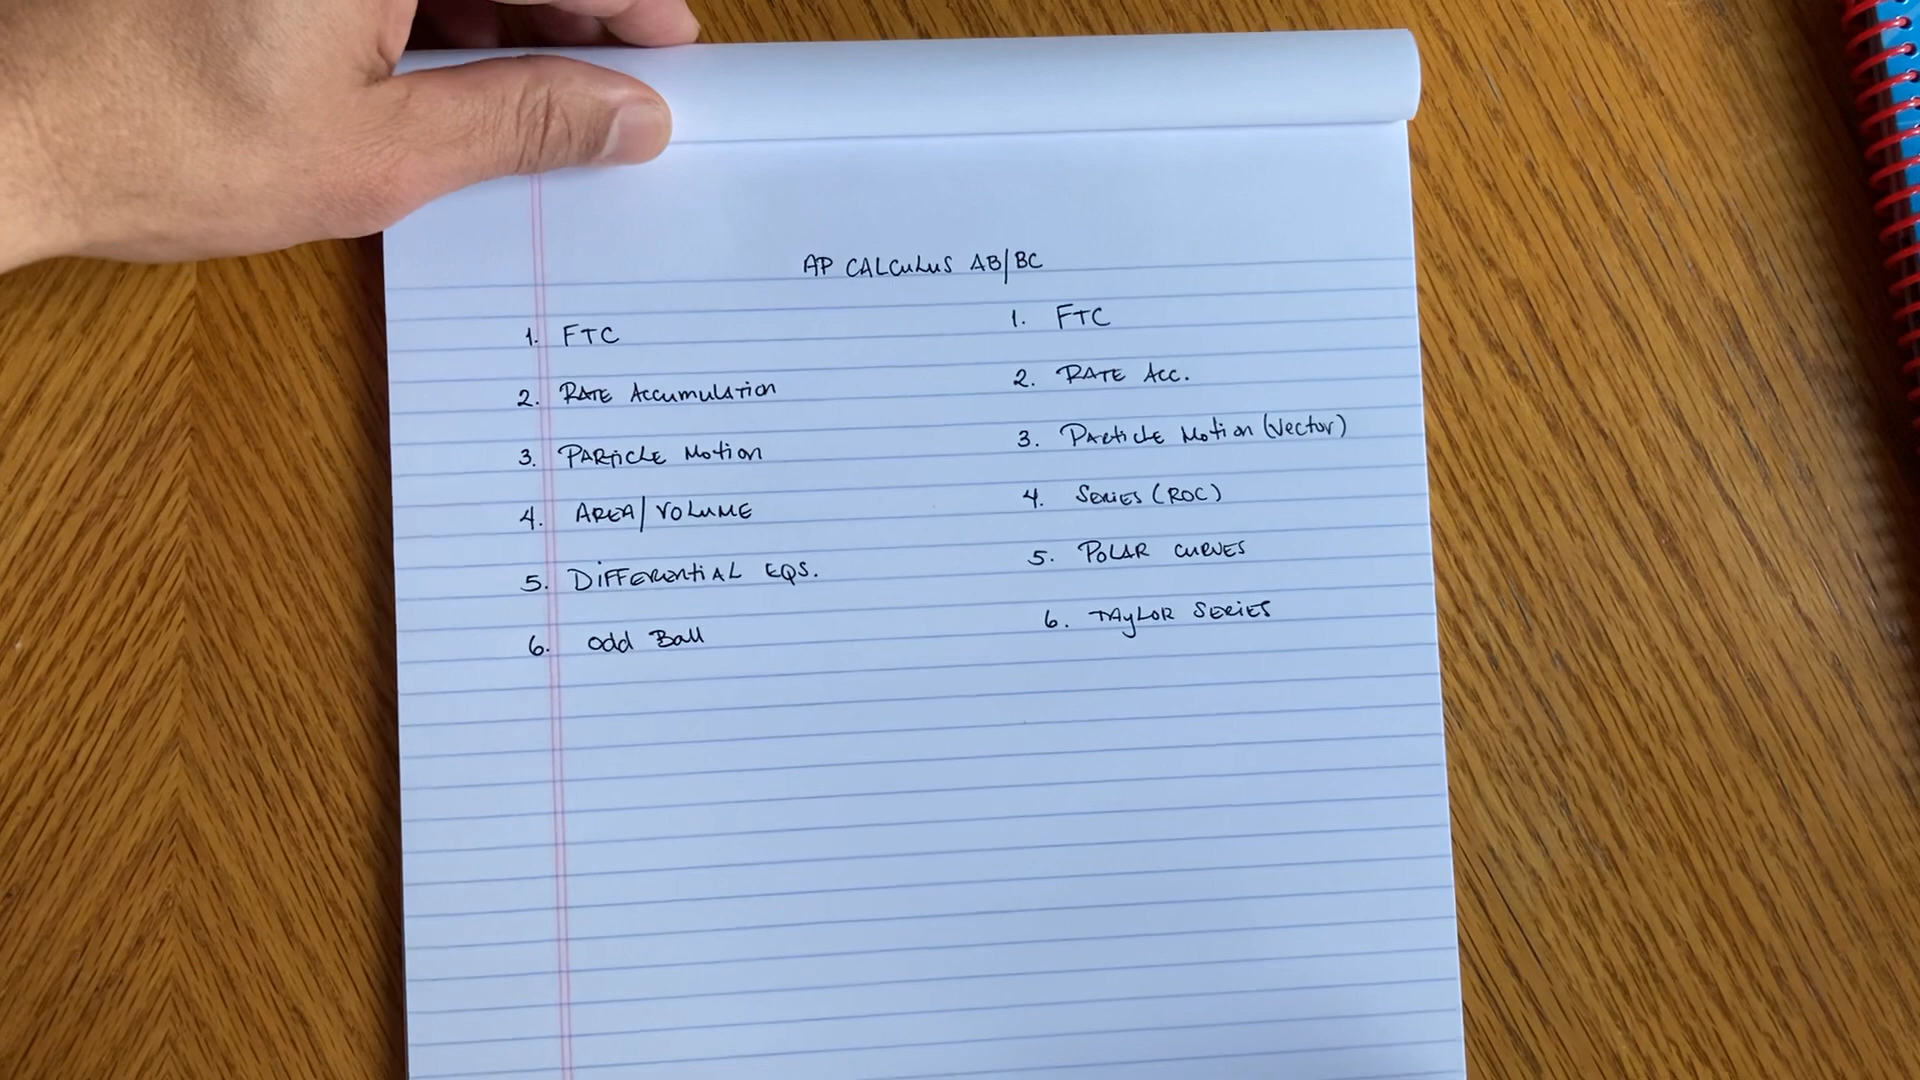 AP CALCULUS AB/BC
1. FTC
2. RATE Accumulation
3. PARTICLE Motion
4. AREA/VOLUME
5. DIFFERENTIAL EQS.
6. Odd Ball
1. FTC
2. RATE ACC.
3. PARTICLE Motion (Vector)
4. SERIES (ROC)
5. POLAR CURVES
6. TAYLOR SERIES